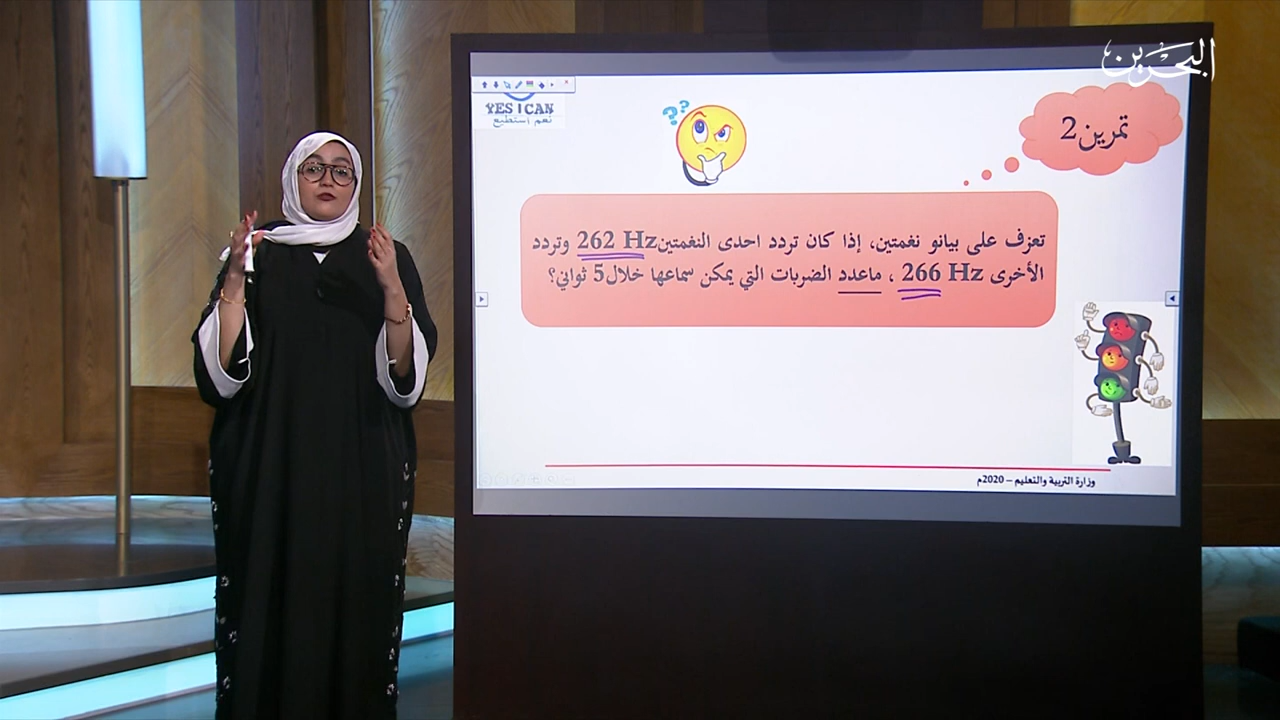 البحرين
YES I CAN
نعم أستطيع
تمرين2
تعزف على بيانو نغمتين، إذا كان تردد احدى النغمتين262 Hz وتردد
الأخرى 266 Hz ، ماعدد الضربات التي يمكن سماعها خلال5 ثواني؟
وزارة التربية والتعليم – 2020م